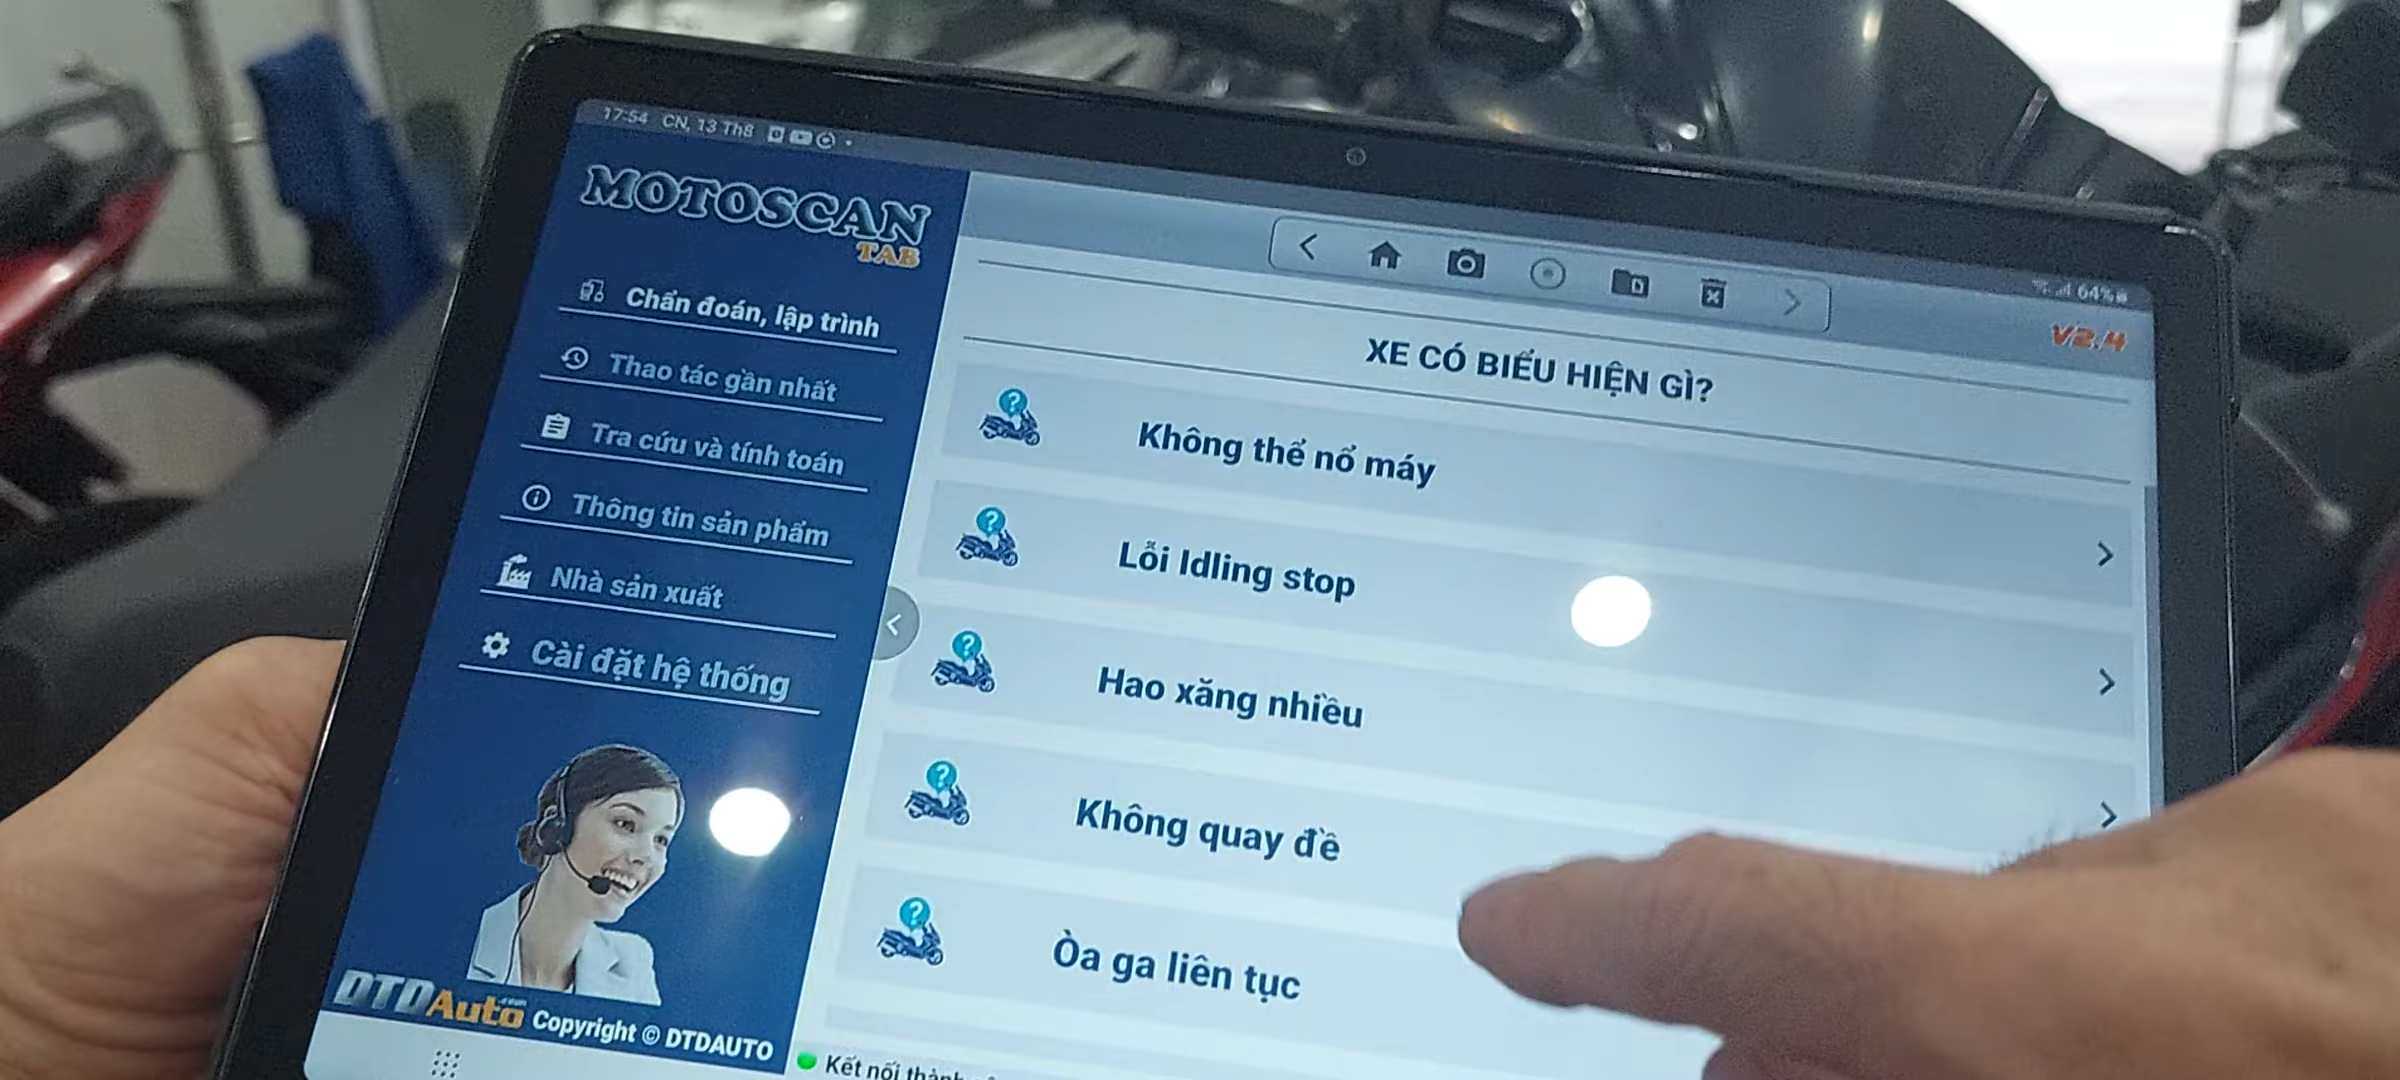 17:54 CN, 13 Th8
64%
MOTOSCAN
TAB
V2.4
Chẩn đoán, lập trình
Thao tác gần nhất
Tra cứu và tính toán
Thông tin sản phẩm
Nhà sản xuất
Cài đặt hệ thống
DTDAuto
.com
Copyright © DTDAUTO
XE CÓ BIỂU HIỆN GÌ?
Không thể nổ máy
Lỗi Idling stop
Hao xăng nhiều
Không quay đề
Òa ga liên tục
Kết nối thành